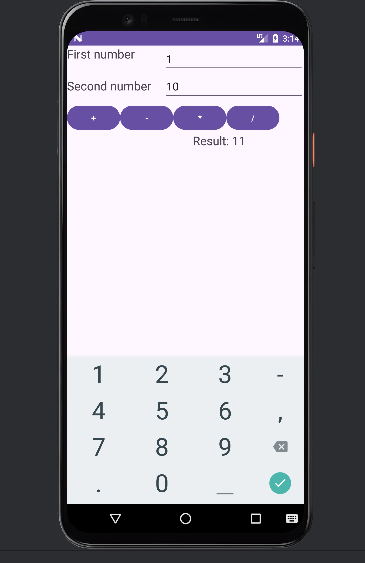 3:14
First number 1
Second number 10
+ - * /
Result: 11
1 2 3 -
4 5 6 ,
7 8 9
. 0 _